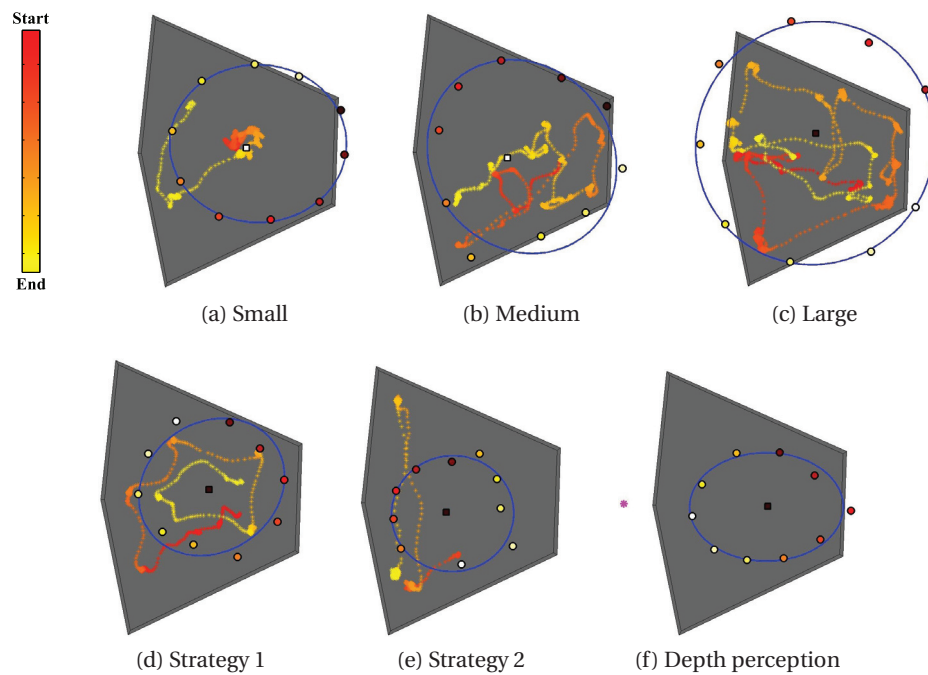 Start
End
(a) Small
(b) Medium
(c) Large
(d) Strategy 1
(e) Strategy 2
(f) Depth perception